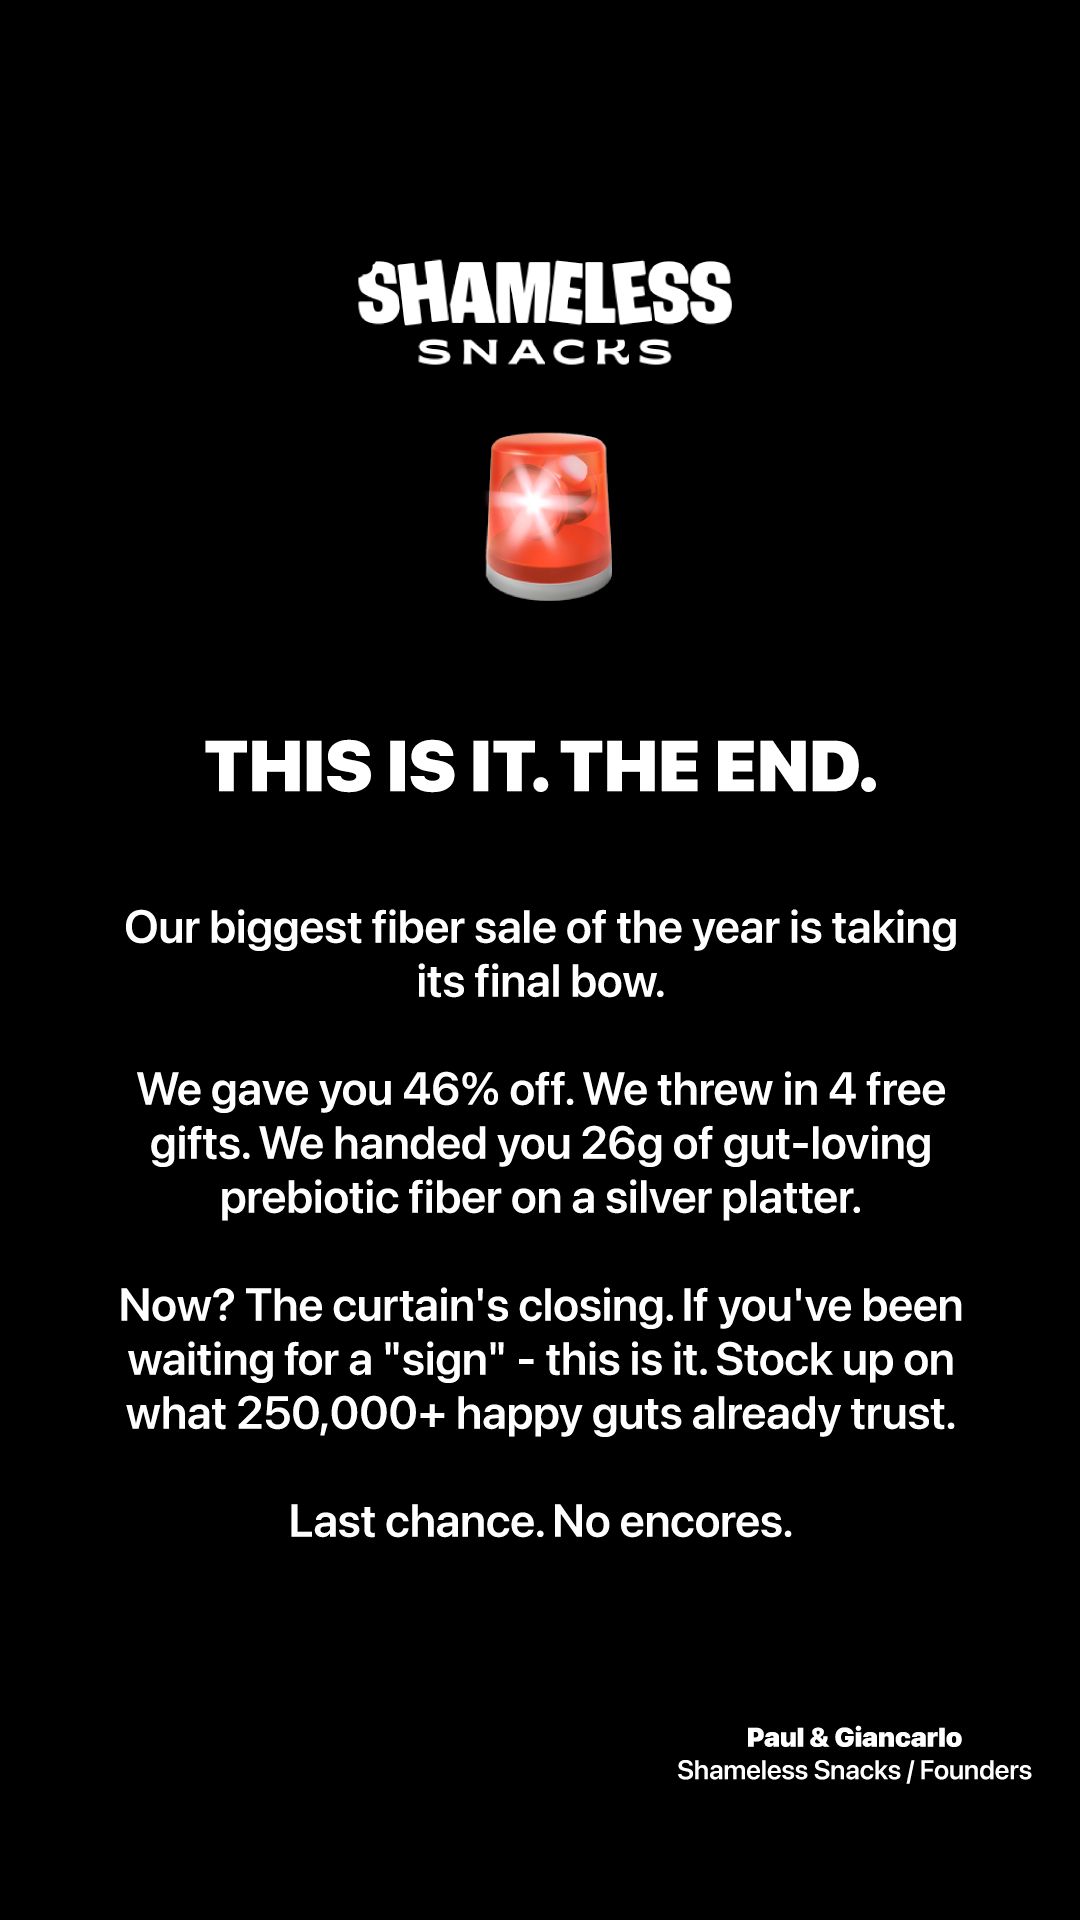 SHAMELESS
SNACKS
THIS IS IT. THE END.
Our biggest fiber sale of the year is taking
its final bow.
We gave you 46% off. We threw in 4 free
gifts. We handed you 26g of gut-loving
prebiotic fiber on a silver platter.
Now? The curtain's closing. If you've been
waiting for a "sign" - this is it. Stock up on
what 250,000+ happy guts already trust.
Last chance. No encores.
Paul & Giancarlo
Shameless Snacks / Founders